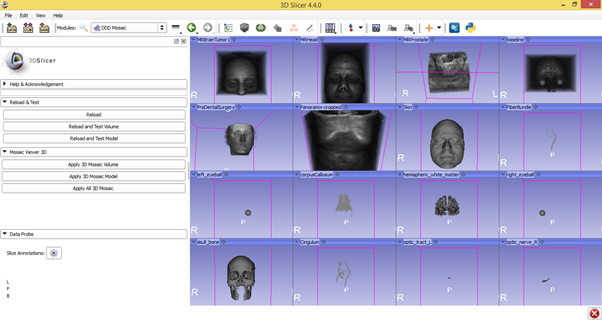 3D Slicer 4.4.0
File Edit View Help
Modules: DDD Mosaic
3DSlicer
Help & Acknowledgement
Reload & Test
Reload
Reload and Test Volume
Reload and Test Model
Mosaic Viewer 3D
Apply 3D Mosaic Volume
Apply 3D Mosaic Model
Apply All 3D Mosaic
Data Probe
Slice Annotations:
L
F
B
MRBrainTumor1 MRHead MRProstate baseline
R R L R
PreDentalSurgery Panoramix-cropped Skin FiberBundle
R R P
left_eyeball corpusCallosum hemispheric_white_matter right_eyeball
P P P P
skull_bone Cingulum optic_tract_L optic_nerve_R
R R P R P R P